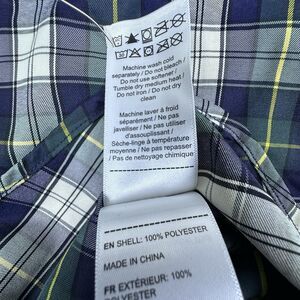 Machine wash cold
separately / Do not bleach /
Do not use softener /
Tumble dry medium heat /
Do not iron / Do not dry
clean
Machine laver à froid
séparément / Ne pas
javeliser / Ne pas utiliser
d'assouplissant /
Sèche-linge à température
moyenne / Ne pas repasser
/ Pas de nettoyage chimique
EN SHELL: 100%
POLYESTER
MADE IN CHINA
FR EXTÉRIEUR: 100%
POLYESTER